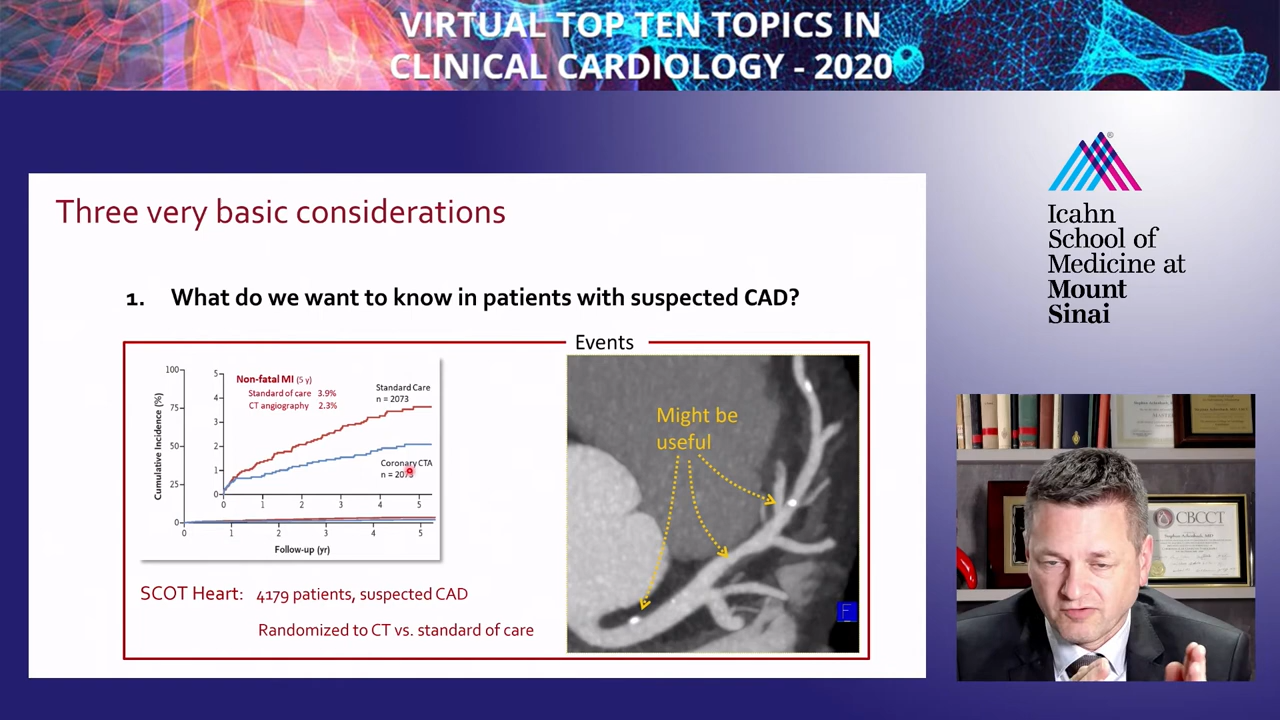 VIRTUAL TOP TEN TOPICS IN
CLINICAL CARDIOLOGY - 2020
Three very basic considerations
1. What do we want to know in patients with suspected CAD?
Events
Cumulative Incidence (%)
100
75
50
25
0
5
4
3
2
1
0
Non-fatal MI (5 y)
Standard of care 3.9%
CT angiography 2.3%
Standard Care
n = 2073
Coronary CTA
0 1 2 3 4 5
0 1 2 3 4 5
Follow-up (yr)
Might be
useful
F
SCOT Heart: 4179 patients, suspected CAD
Randomized to CT vs. standard of care
®
Icahn
School of
Medicine at
Mount
Sinai
CBCCT